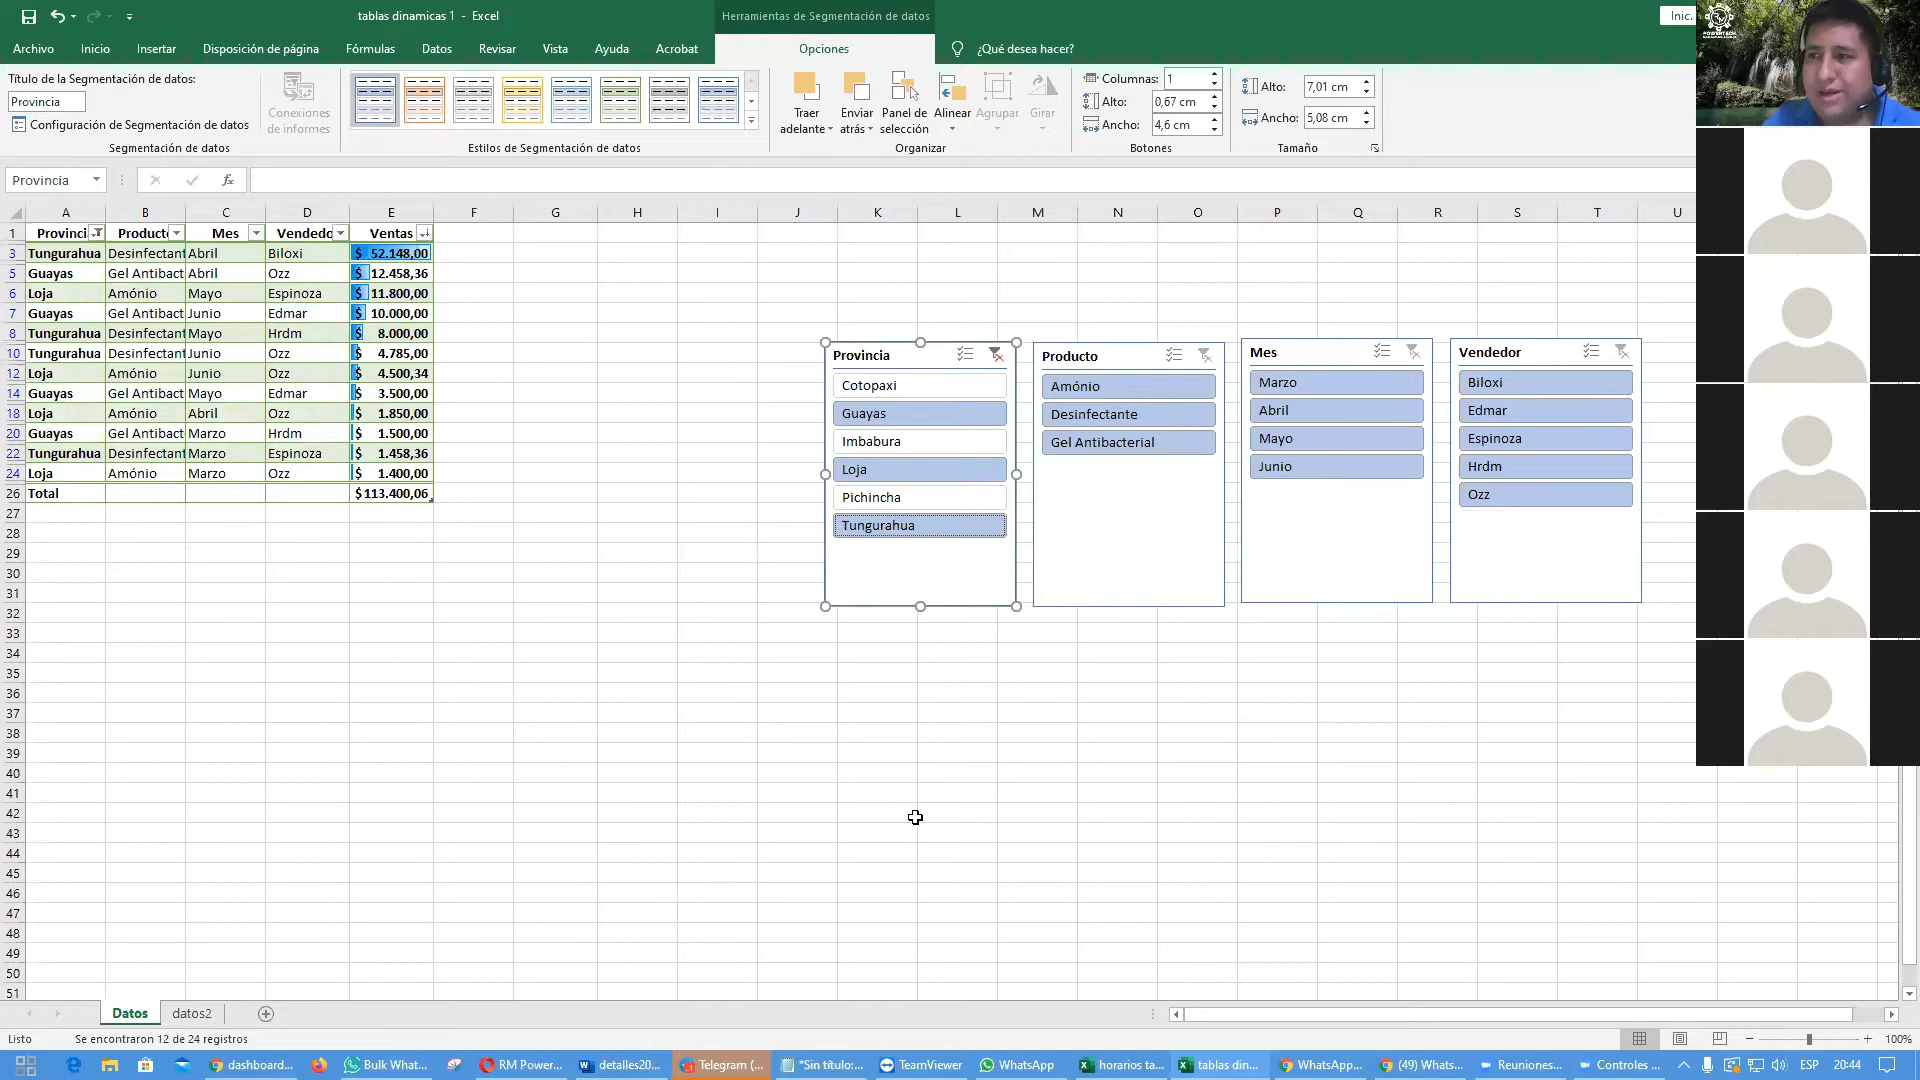 tablas dinamicas 1 - Excel
Herramientas de Segmentación de datos
Inic.
Archivo Inicio Insertar Disposición de página Fórmulas Datos Revisar Vista Ayuda Acrobat Opciones ¿Qué desea hacer?
Título de la Segmentación de datos:
Provincia
Configuración de Segmentación de datos
Conexiones de informes
Segmentación de datos
Estilos de Segmentación de datos
Traer adelante
Enviar atrás
Panel de selección
Alinear
Agrupar
Girar
Organizar
Columnas: 1
Alto: 0,67 cm
Ancho: 4,6 cm
Botones
Alto: 7,01 cm
Ancho: 5,08 cm
Tamaño
Provincia
fx
A B C D E F G H I J K L M N O P Q R S T U
1 Provinci Product Mes Vendedo Ventas
3 Tungurahua Desinfectant Abril Biloxi $ 52.148,00
5 Guayas Gel Antibact Abril Ozz $ 12.458,36
6 Loja Amónio Mayo Espinoza $ 11.800,00
7 Guayas Gel Antibact Junio Edmar $ 10.000,00
8 Tungurahua Desinfectant Mayo Hrdm $ 8.000,00
10 Tungurahua Desinfectant Junio Ozz $ 4.785,00
12 Loja Amónio Junio Ozz $ 4.500,34
14 Guayas Gel Antibact Mayo Edmar $ 3.500,00
18 Loja Amónio Abril Ozz $ 1.850,00
20 Guayas Gel Antibact Marzo Hrdm $ 1.500,00
22 Tungurahua Desinfectant Marzo Espinoza $ 1.458,36
24 Loja Amónio Marzo Ozz $ 1.400,00
26 Total $ 113.400,06
27
28
29
30
31
32
33
34
35
36
37
38
39
40
41
42
43
44
45
46
47
48
49
50
51
Provincia
Cotopaxi
Guayas
Imbabura
Loja
Pichincha
Tungurahua
Producto
Amónio
Desinfectante
Gel Antibacterial
Mes
Marzo
Abril
Mayo
Junio
Vendedor
Biloxi
Edmar
Espinoza
Hrdm
Ozz
Datos datos2
Listo Se encontraron 12 de 24 registros 100%
dashboard... Bulk What... RM Power... detalles20... Telegram (... *Sin título:... TeamViewer WhatsApp horarios ta... tablas din... WhatsApp... (49) Whats... Reuniones... Controles ... ESP 20:44